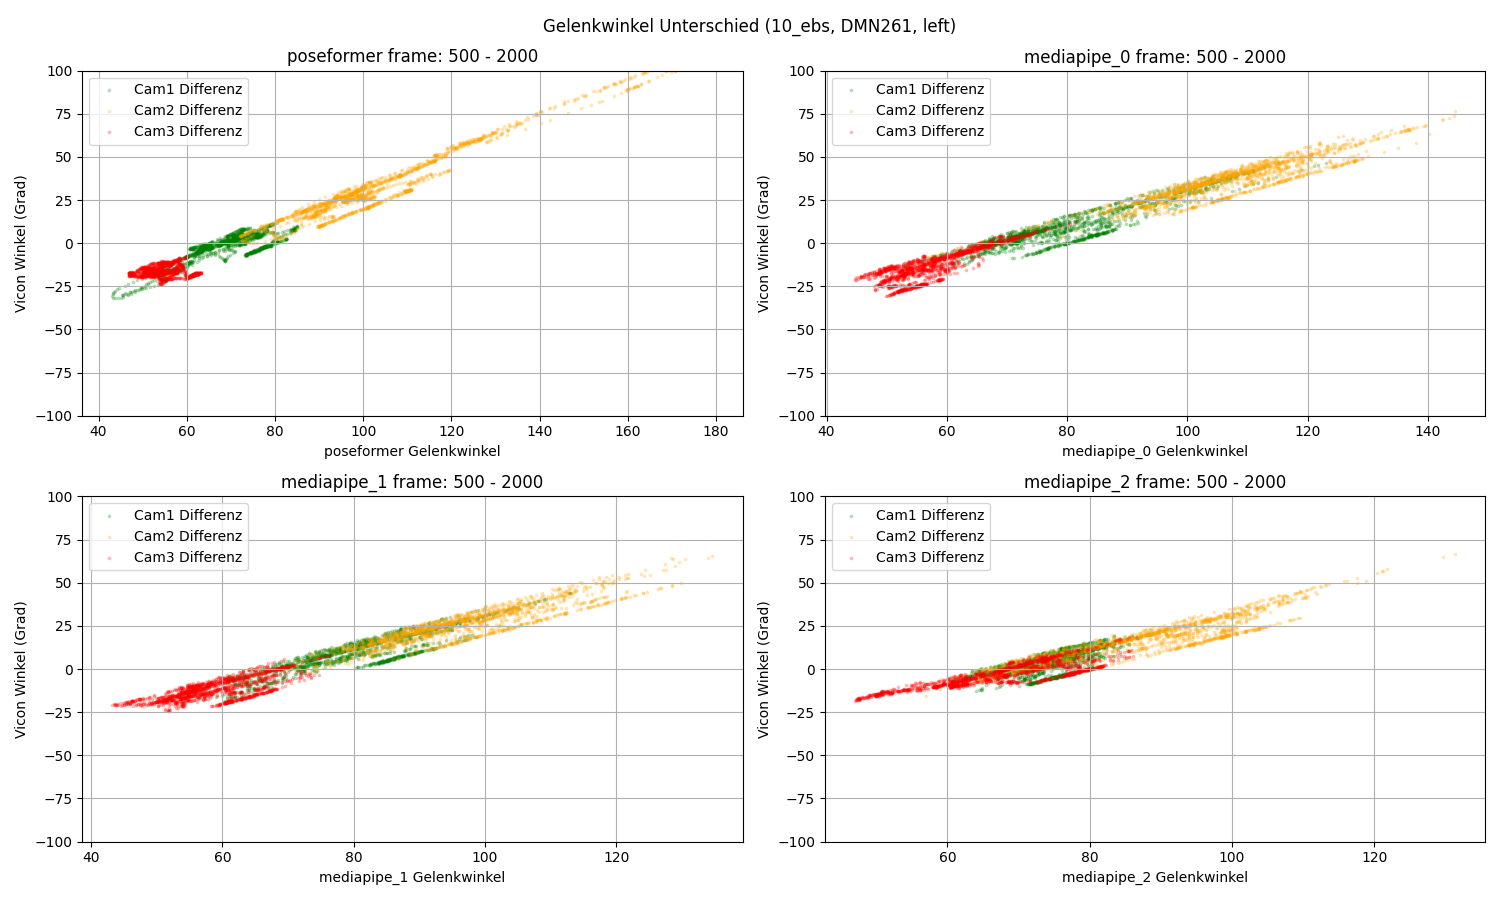 Gelenkwinkel Unterschied (10_ebs, DMN261, left)
poseformer frame: 500 - 2000
Cam1 Differenz
Cam2 Differenz
Cam3 Differenz
Vicon Winkel (Grad)
100
75
50
25
0
−25
−50
−75
−100
40 60 80 100 120 140 160 180
poseformer Gelenkwinkel
mediapipe_0 frame: 500 - 2000
Cam1 Differenz
Cam2 Differenz
Cam3 Differenz
Vicon Winkel (Grad)
100
75
50
25
0
−25
−50
−75
−100
40 60 80 100 120 140
mediapipe_0 Gelenkwinkel
mediapipe_1 frame: 500 - 2000
Cam1 Differenz
Cam2 Differenz
Cam3 Differenz
Vicon Winkel (Grad)
100
75
50
25
0
−25
−50
−75
−100
40 60 80 100 120
mediapipe_1 Gelenkwinkel
mediapipe_2 frame: 500 - 2000
Cam1 Differenz
Cam2 Differenz
Cam3 Differenz
Vicon Winkel (Grad)
100
75
50
25
0
−25
−50
−75
−100
60 80 100 120
mediapipe_2 Gelenkwinkel